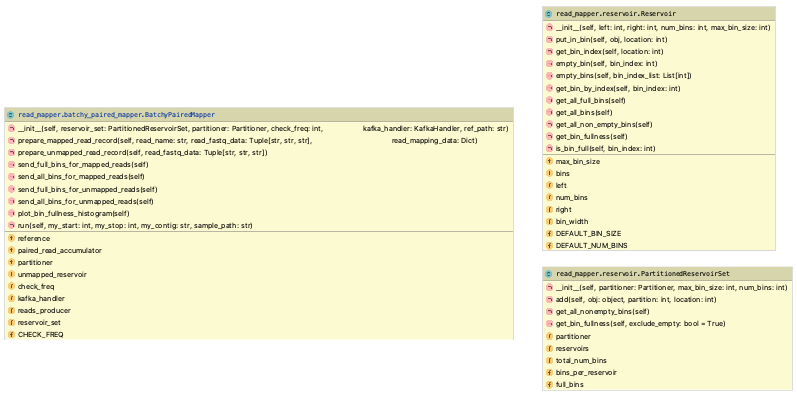 read_mapper.batchy_paired_mapper.BatchyPairedMapper
__init__(self, reservoir_set: PartitionedReservoirSet, partitioner: Partitioner, check_freq: int, kafka_handler: KafkaHandler, ref_path: str)
prepare_mapped_read_record(self, read_name: str, read_fastq_data: Tuple[str, str, str], read_mapping_data: Dict)
prepare_unmapped_read_record(self, read_fastq_data: Tuple[str, str, str])
send_full_bins_for_mapped_reads(self)
send_all_bins_for_mapped_reads(self)
send_full_bins_for_unmapped_reads(self)
send_all_bins_for_unmapped_reads(self)
plot_bin_fullness_histogram(self)
run(self, my_start: int, my_stop: int, my_contig: str, sample_path: str)
reference
paired_read_accumulator
partitioner
unmapped_reservoir
check_freq
kafka_handler
reads_producer
reservoir_set
CHECK_FREQ
read_mapper.reservoir.Reservoir
__init__(self, left: int, right: int, num_bins: int, max_bin_size: int)
put_in_bin(self, obj, location: int)
get_bin_index(self, location: int)
empty_bin(self, bin_index: int)
empty_bins(self, bin_index_list: List[int])
get_bin_by_index(self, bin_index: int)
get_all_full_bins(self)
get_all_bins(self)
get_all_non_empty_bins(self)
get_bin_fullness(self)
is_bin_full(self, bin_index: int)
max_bin_size
bins
left
num_bins
right
bin_width
DEFAULT_BIN_SIZE
DEFAULT_NUM_BINS
read_mapper.reservoir.PartitionedReservoirSet
__init__(self, partitioner: Partitioner, max_bin_size: int, num_bins: int)
add(self, obj: object, partition: int, location: int)
get_all_nonempty_bins(self)
get_bin_fullness(self, exclude_empty: bool = True)
partitioner
reservoirs
total_num_bins
bins_per_reservoir
full_bins